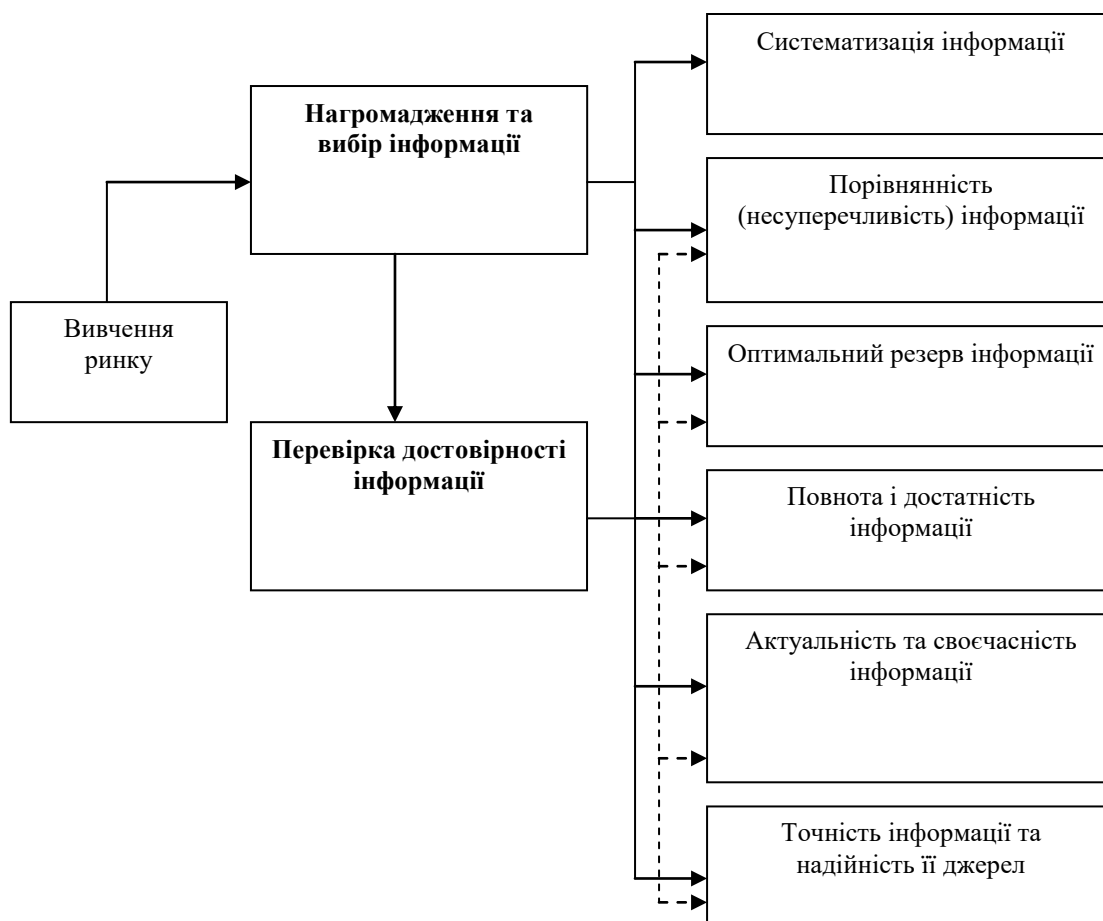 Систематизація інформації
Нагромадження та
вибір інформації
Порівнянність
(несуперечливість) інформації
Вивчення
ринку
Оптимальний резерв інформації
Перевірка достовірності
інформації
Повнота і достатність
інформації
Актуальність та своєчасність
інформації
Точність інформації та
надійність її джерел